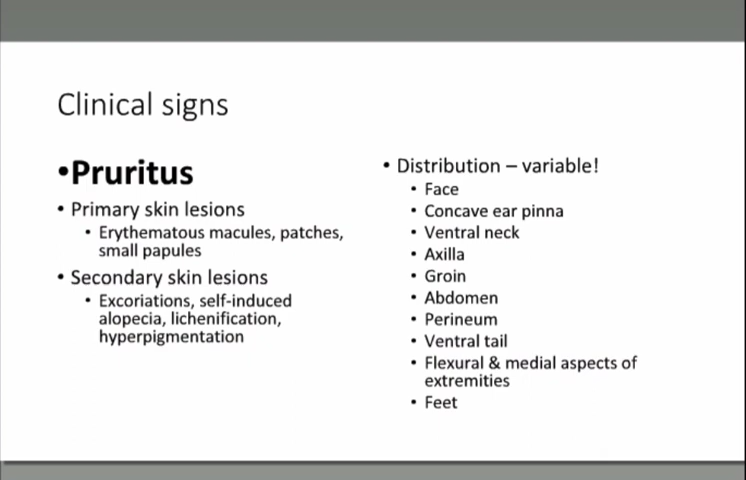 Clinical signs
•Pruritus
• Primary skin lesions
• Erythematous macules, patches,
small papules
• Secondary skin lesions
• Excoriations, self-induced
alopecia, lichenification,
hyperpigmentation
• Distribution – variable!
• Face
• Concave ear pinna
• Ventral neck
• Axilla
• Groin
• Abdomen
• Perineum
• Ventral tail
• Flexural & medial aspects of
extremities
• Feet